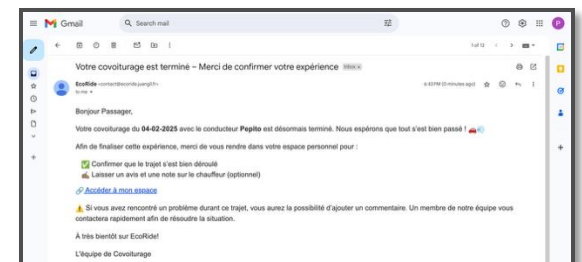 Gmail
Search mail
1 of 12
Votre covoiturage est terminé – Merci de confirmer votre expérience Inbox x
EcoRide
6:43 PM (0 minutes ago)
to me
Bonjour Passager,
Votre covoiturage du 04-02-2025 avec le conducteur Pepito est désormais terminé. Nous espérons que tout s'est bien passé ! 🚗💨
Afin de finaliser cette expérience, merci de vous rendre dans votre espace personnel pour :
✅ Confirmer que le trajet s'est bien déroulé
✍️ Laisser un avis et une note sur le chauffeur (optionnel)
🔗 Accéder à mon espace
⚠️ Si vous avez rencontré un problème durant ce trajet, vous aurez la possibilité d'ajouter un commentaire. Un membre de notre équipe vous
contactera rapidement afin de résoudre la situation.
À très bientôt sur EcoRide!
L'équipe de Covoiturage
P